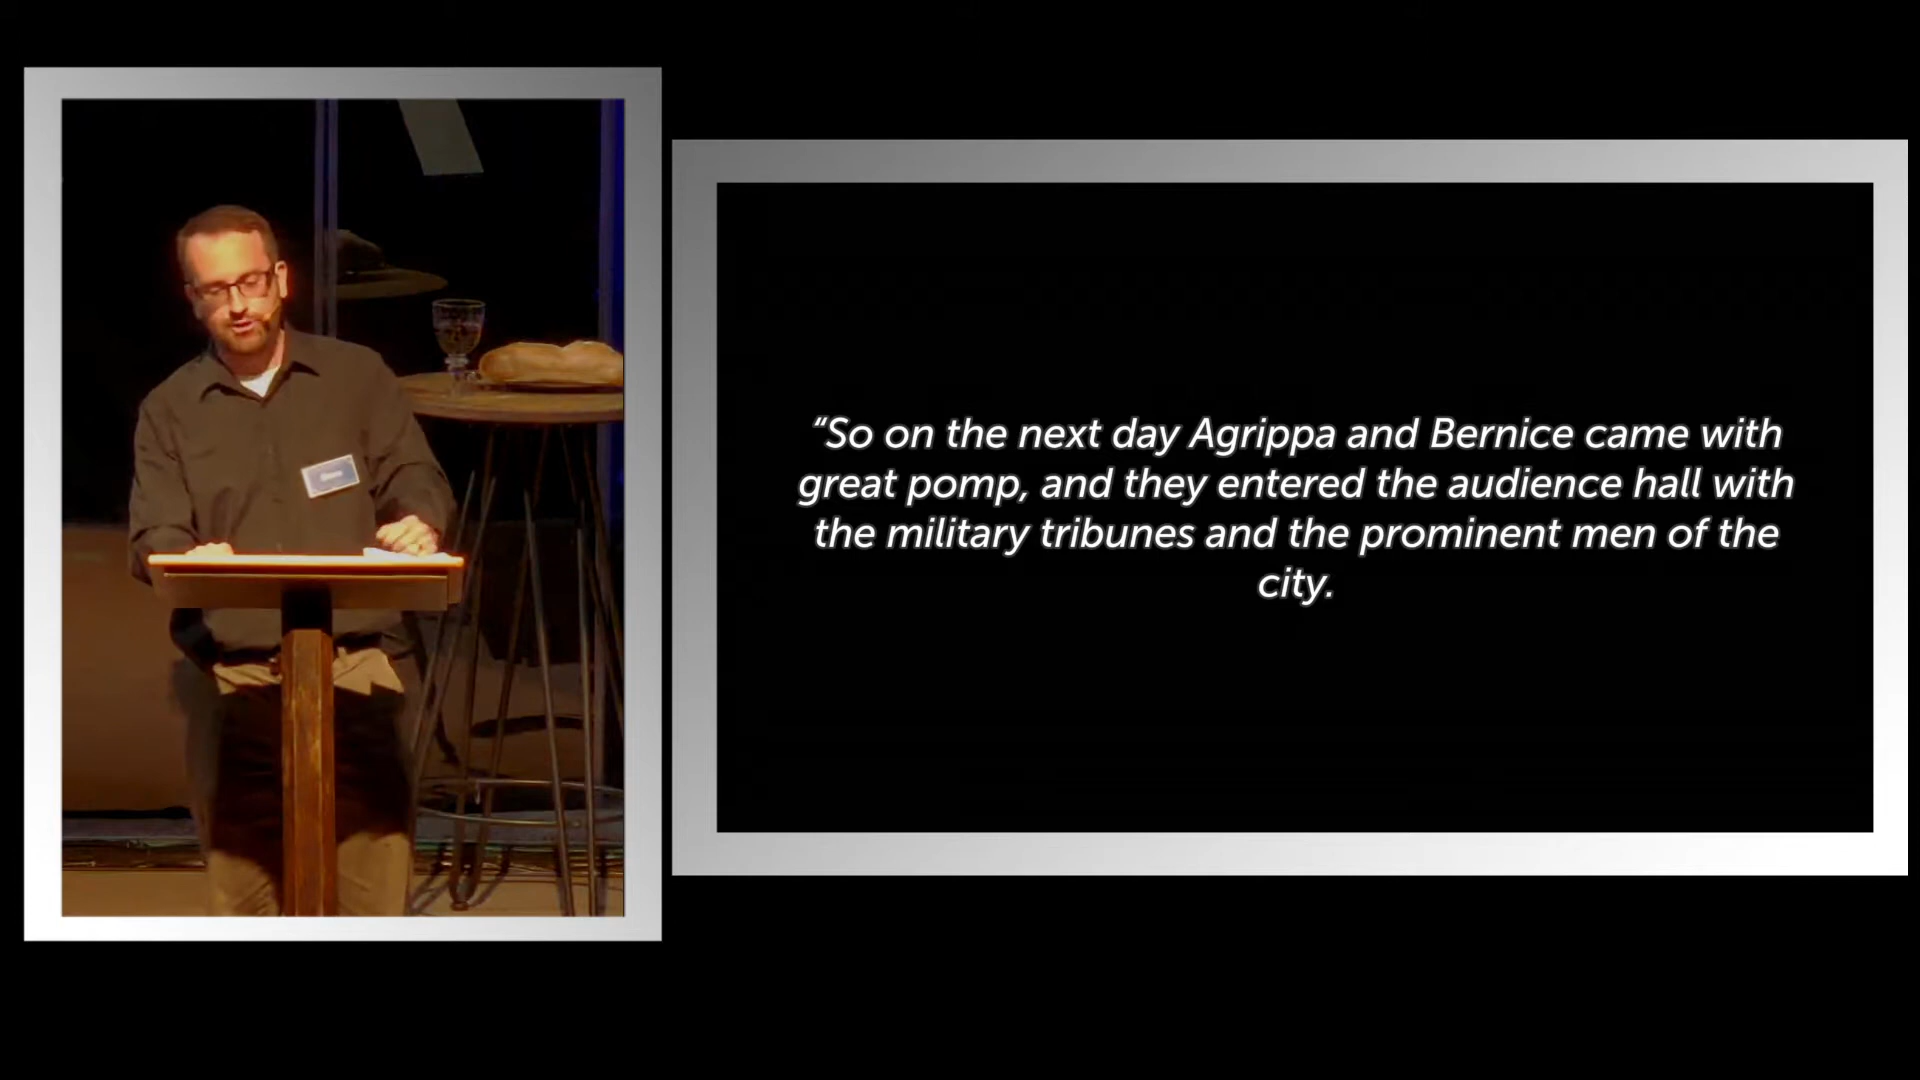 “So on the next day Agrippa and Bernice came with
great pomp, and they entered the audience hall with
the military tribunes and the prominent men of the
city.